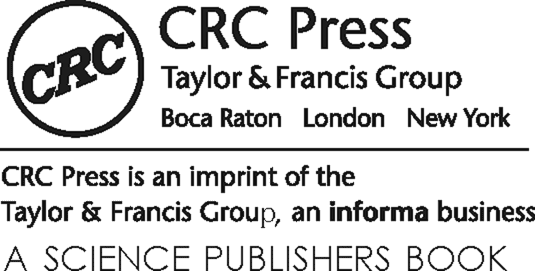 CRC
CRC Press
Taylor & Francis Group
Boca Raton London New York
CRC Press is an imprint of the
Taylor & Francis Group, an informa business
A SCIENCE PUBLISHERS BOOK